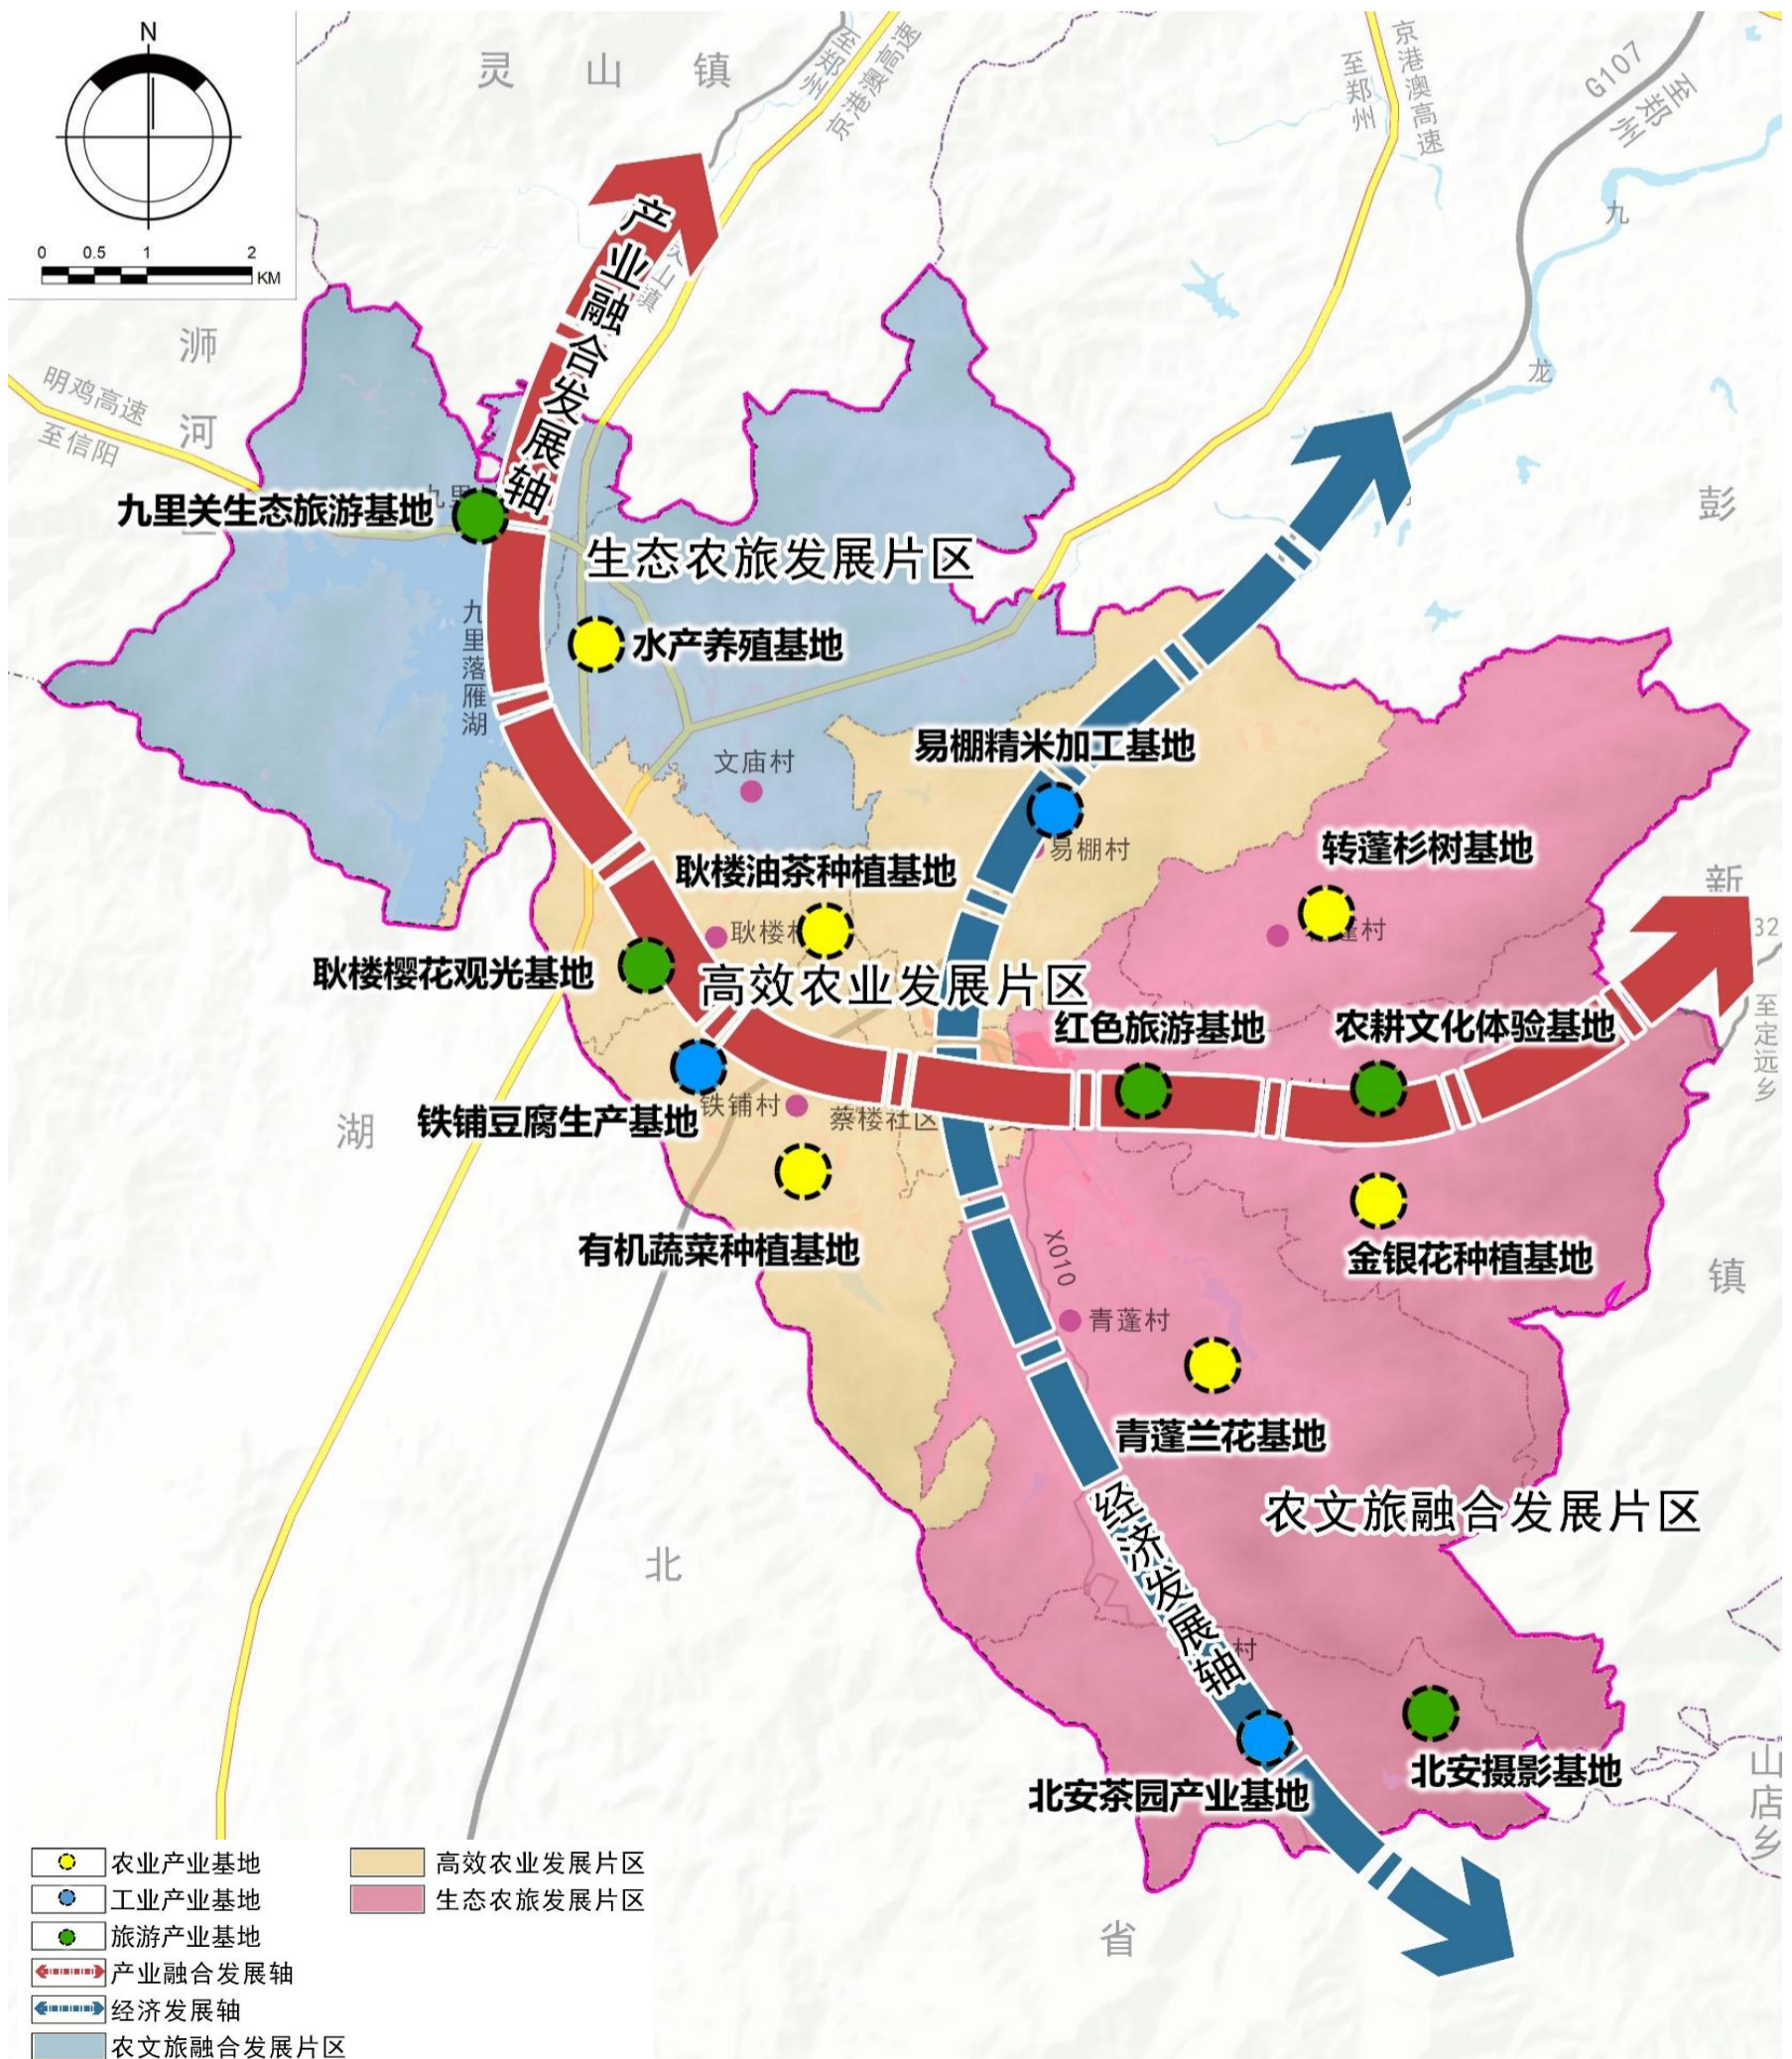 N
0 0.5 1 2
KM
灵山镇
至郑州
京港澳高速
至郑州
京港澳高速
G107
至郑州
九
龙
产业融合发展轴
灵山镇
浉
河
明鸡高速
至信阳
彭
九里关生态旅游基地
生态农旅发展片区
九里落雁湖
水产养殖基地
文庙村
易棚精米加工基地
易棚村
转蓬杉树基地
新
耿楼油茶种植基地
耿楼
耿楼樱花观光基地
高效农业发展片区
红色旅游基地
农耕文化体验基地
32
至定远乡
铁铺村
蔡楼社区
铁铺豆腐生产基地
湖
有机蔬菜种植基地
X010
金银花种植基地
镇
青蓬村
青蓬兰花基地
农文旅融合发展片区
经济发展轴
北
村
北安茶园产业基地
北安摄影基地
山店乡
省
农业产业基地
高效农业发展片区
工业产业基地
生态农旅发展片区
旅游产业基地
产业融合发展轴
经济发展轴
农文旅融合发展片区